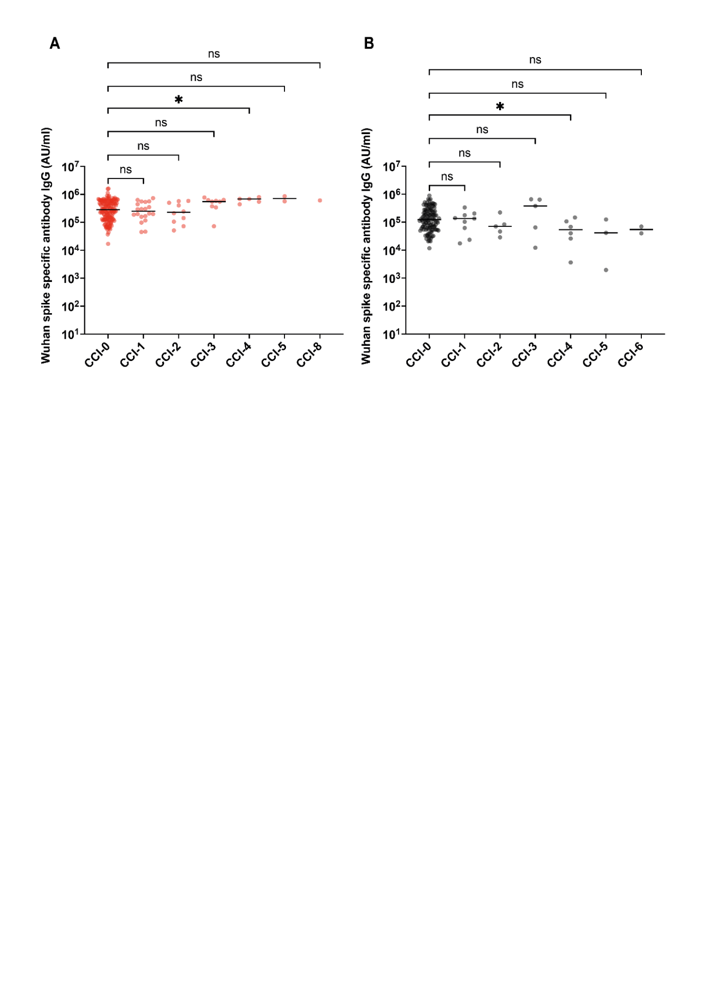 A
ns
ns
*
ns
ns
ns
Wuhan spike specific antibody IgG (AU/ml)
10⁷
10⁶
10⁵
10⁴
10³
10²
10¹
CCI-0
CCI-1
CCI-2
CCI-3
CCI-4
CCI-5
CCI-8
B
ns
ns
*
ns
ns
ns
Wuhan spike specific antibody IgG (AU/ml)
10⁷
10⁶
10⁵
10⁴
10³
10²
10¹
CCI-0
CCI-1
CCI-2
CCI-3
CCI-4
CCI-5
CCI-6